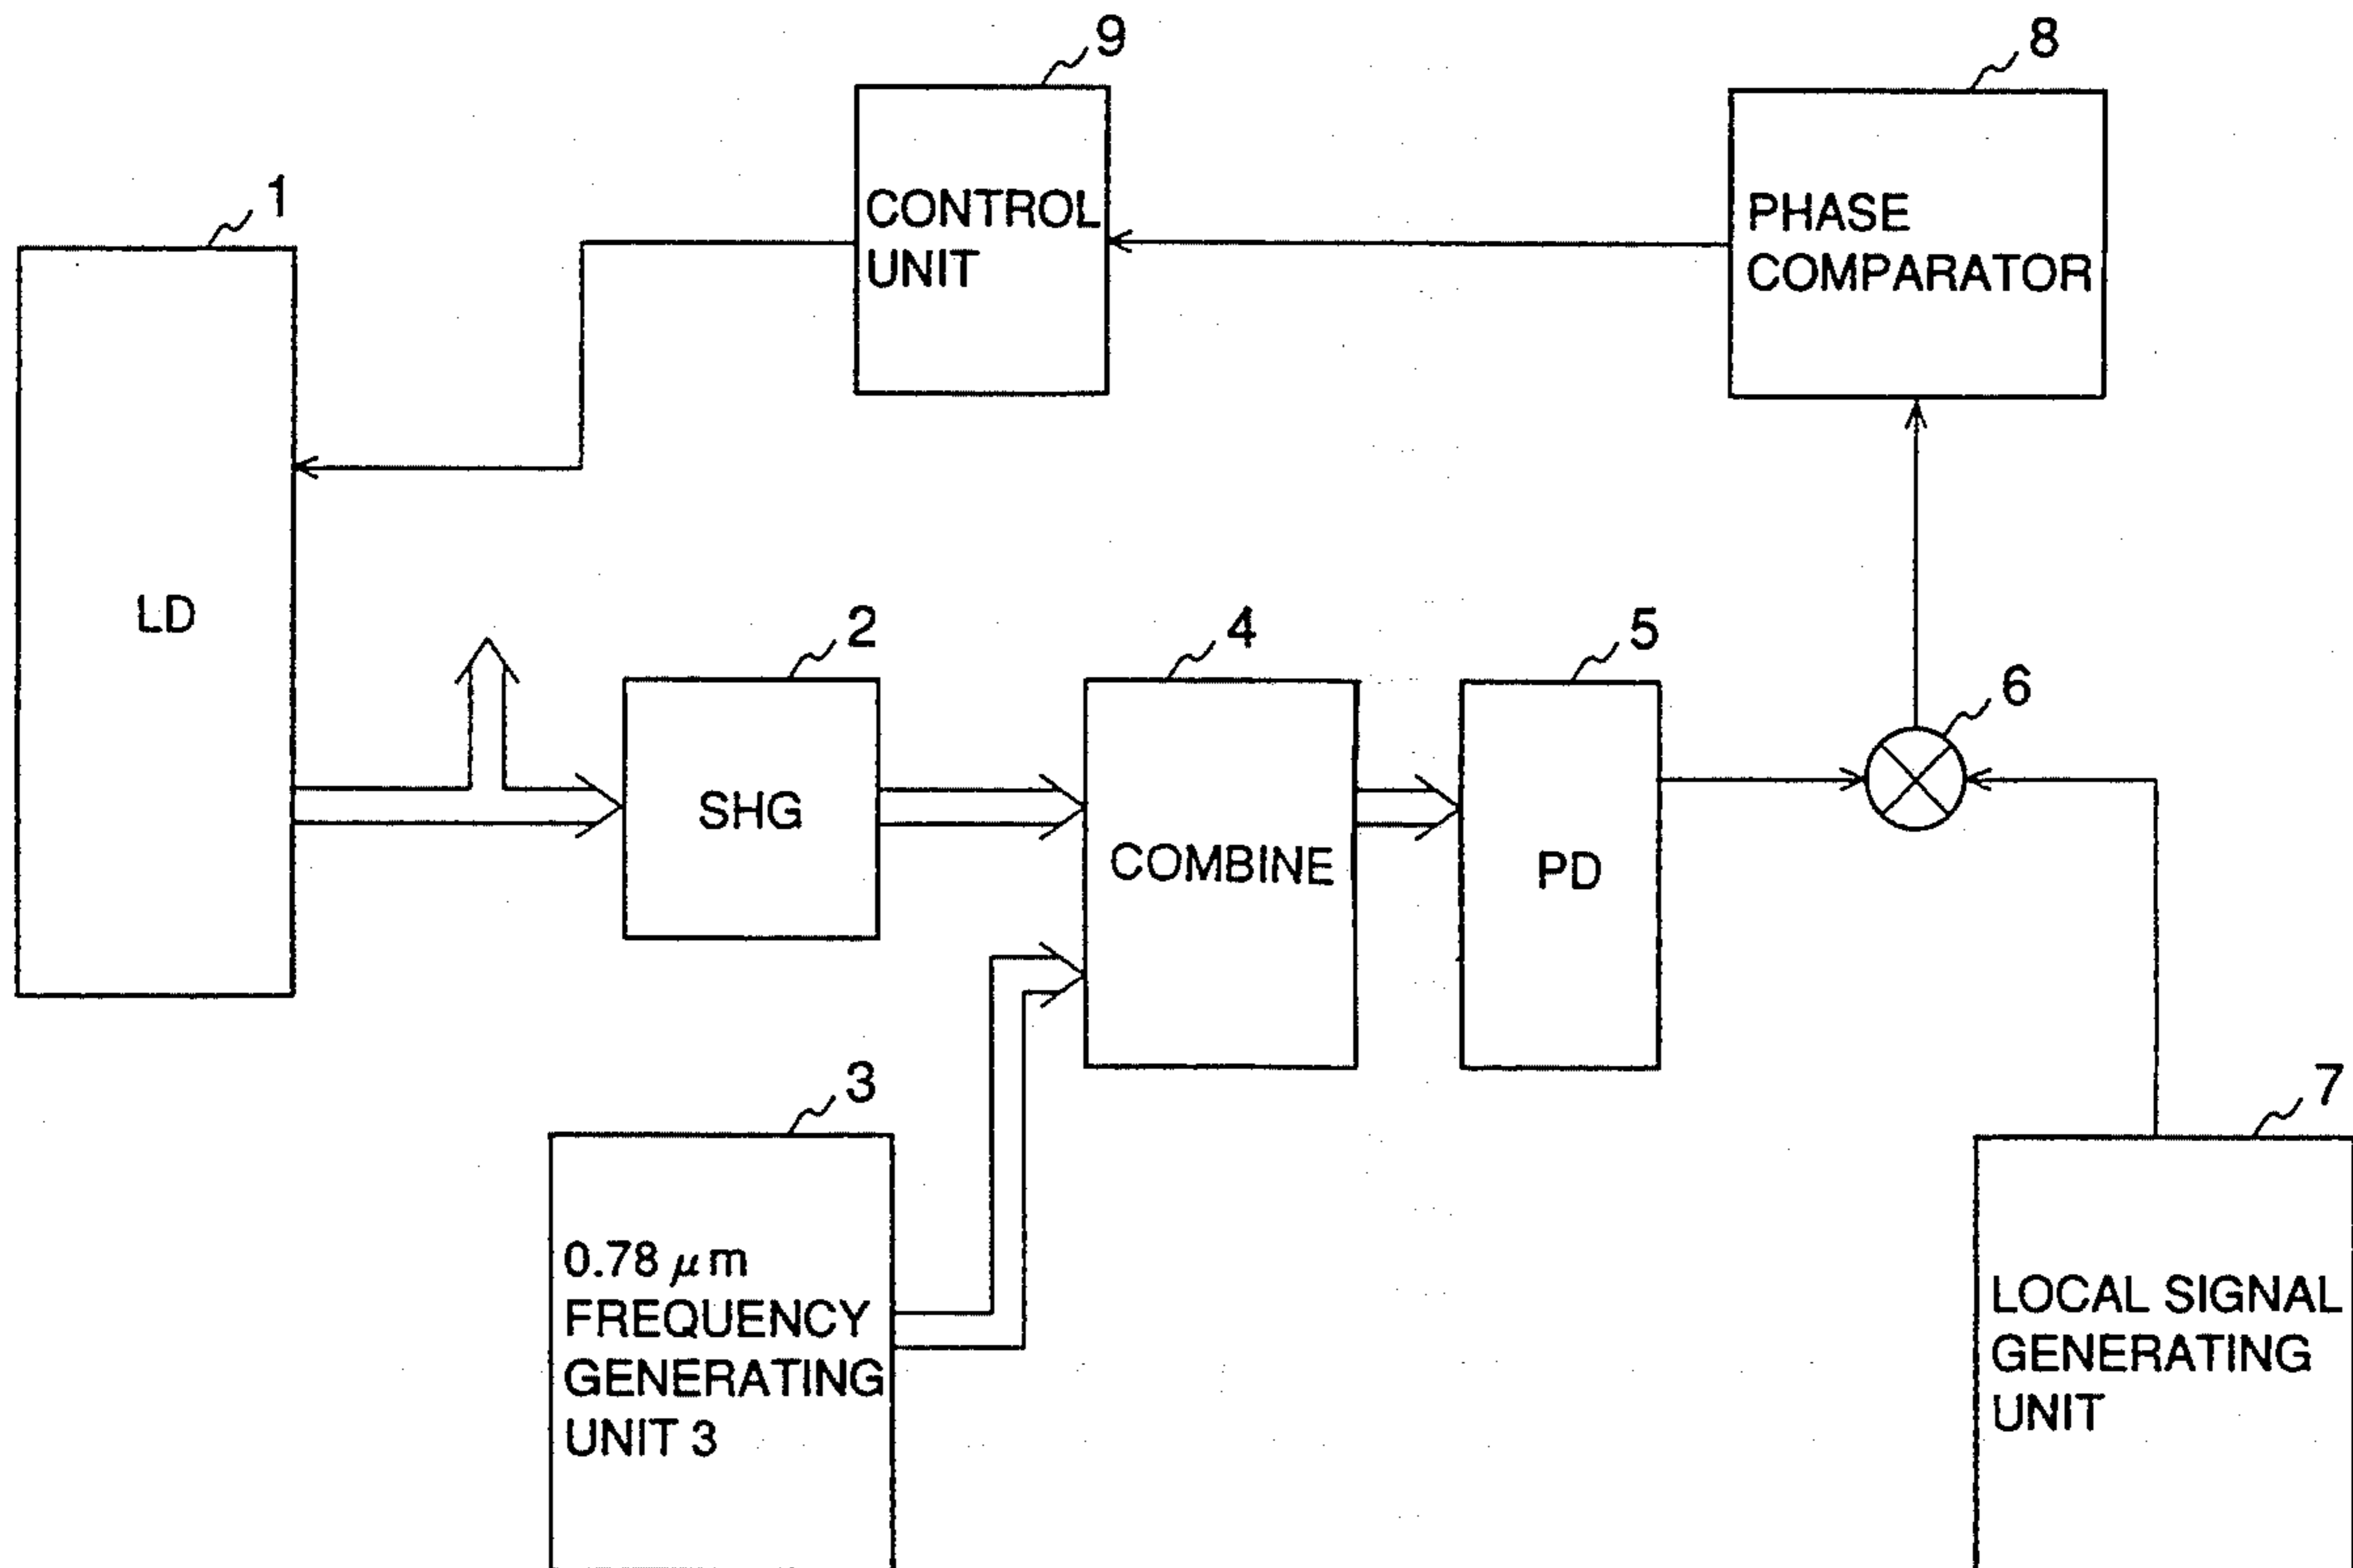 9
8
1
CONTROL
UNIT
PHASE
COMPARATOR
LD
2
4
5
6
SHG
COMBINE
PD
3
7
0.78 μm
FREQUENCY
GENERATING
UNIT 3
LOCAL SIGNAL
GENERATING
UNIT